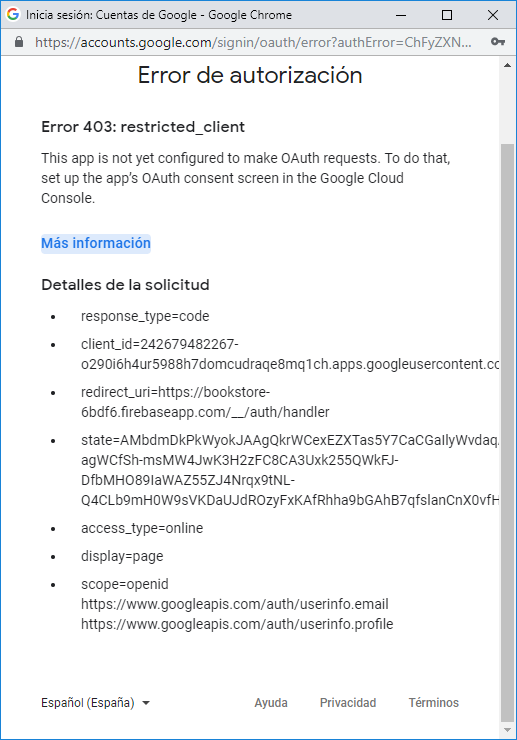 Inicia sesión: Cuentas de Google - Google Chrome
https://accounts.google.com/signin/oauth/error?authError=ChFyZXN...
Error de autorización
Error 403: restricted_client
This app is not yet configured to make OAuth requests. To do that,
set up the app's OAuth consent screen in the Google Cloud
Console.
Más información
Detalles de la solicitud
• response_type=code
• client_id=242679482267-
o290i6h4ur5988h7domcudraqe8mq1ch.apps.googleusercontent.co
• redirect_uri=https://bookstore-
6bdf6.firebaseapp.com/__/auth/handler
• state=AMbdmDkPkWyokJAAgQkrWCexEZXTas5Y7CaCGaIlyWvdaq
agWCfSh-msMW4JwK3H2zFC8CA3Uxk255QWkFJ-
DfbMHO89IaWAZ55ZJ4Nrqx9tNL-
Q4CLb9mH0W9sVKDaUJdROzyFxKAfRhha9bGAhB7qfslanCnX0vfH
• access_type=online
• display=page
• scope=openid
https://www.googleapis.com/auth/userinfo.email
https://www.googleapis.com/auth/userinfo.profile
Español (España) Ayuda Privacidad Términos